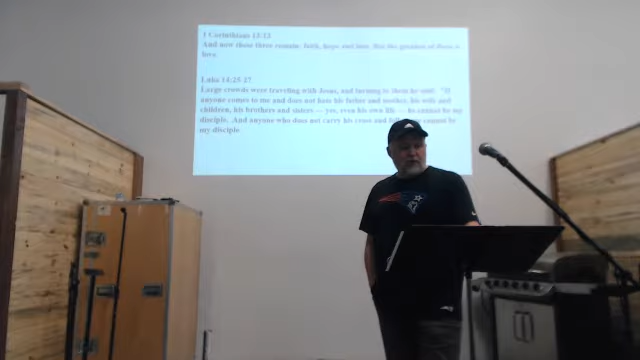 1 Corinthians 13:13
And now these three remain: faith, hope and love. But the greatest of these is
love.
Luke 14:25-27
Large crowds were traveling with Jesus, and turning to them he said: "If
anyone comes to me and does not hate his father and mother, his wife and
children, his brothers and sisters — yes, even his own life — he cannot be my
disciple. And anyone who does not carry his cross and cannot be
my disciple.